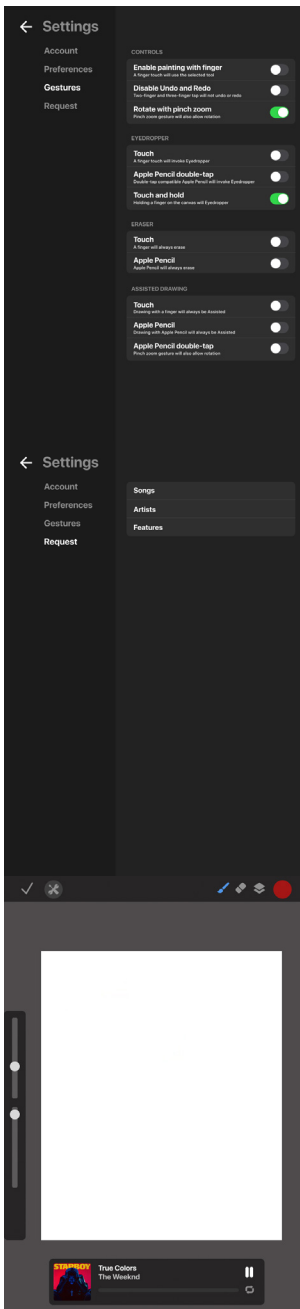 Settings
Account
Preferences
Gestures
Request
CONTROLS
Enable painting with finger
A finger touch will use the selected tool
Disable Undo and Redo
Two-finger and three-finger tap will not undo or redo
Rotate with pinch zoom
Pinch zoom gesture will also allow rotation
EYEDROPPER
Touch
A finger touch will invoke Eyedropper
Apple Pencil double-tap
Double-tap compatible Apple Pencil will invoke Eyedropper
Touch and hold
Holding a finger on the canvas will Eyedropper
ERASER
Touch
A finger will always erase
Apple Pencil
Apple Pencil will always erase
ASSISTED DRAWING
Touch
Drawing with a finger will always be Assisted
Apple Pencil
Drawing with Apple Pencil will always be Assisted
Apple Pencil double-tap
Pinch zoom gesture will also allow rotation
Settings
Account
Preferences
Gestures
Request
Songs
Artists
Features
STARBOY
True Colors
The Weeknd